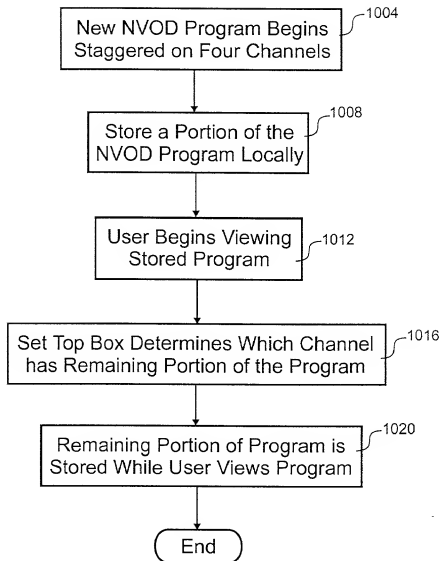 New NVOD Program Begins
Staggered on Four Channels
1004
Store a Portion of the
NVOD Program Locally
1008
User Begins Viewing
Stored Program
1012
Set Top Box Determines Which Channel
has Remaining Portion of the Program
1016
Remaining Portion of Program is
Stored While User Views Program
1020
End